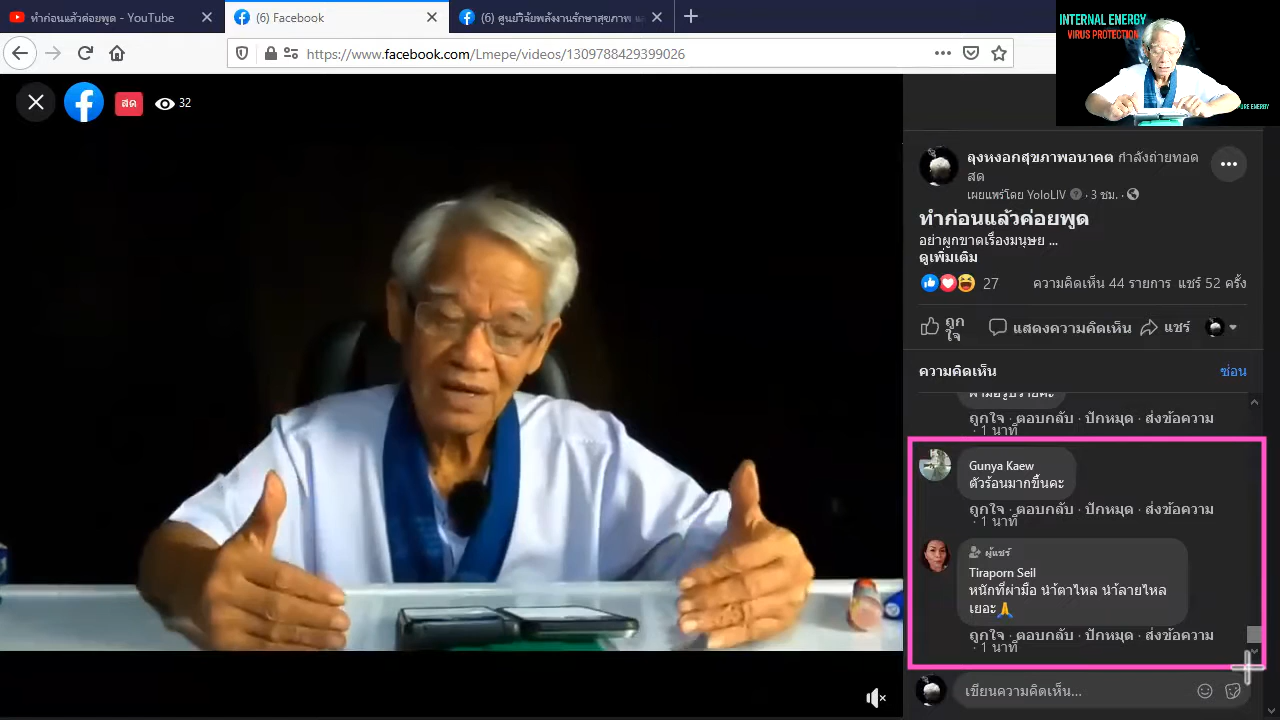 ทำก่อนแล้วค่อยพูด - YouTube
(6) Facebook
(6) ศูนย์วิจัยพลังงานรักษาสุขภาพ แล
https://www.facebook.com/Lmepe/videos/1309788429399026
INTERNAL ENERGY
VIRUS PROTECTION
URE ENERGY
สด
32
ลุงหงอกสุขภาพอนาคต กำลังถ่ายทอด
สด
เผยแพร่โดย YoloLIV · 3 ชม. ·
ทำก่อนแล้วค่อยพูด
อย่าผูกขาดเรื่องมนุษย ...
ดูเพิ่มเติม
27
ความคิดเห็น 44 รายการ แชร์ 52 ครั้ง
ถูก
ใจ
แสดงความคิดเห็น
แชร์
ความคิดเห็น
ซ่อน
ถูกใจ · ตอบกลับ · ปักหมุด · ส่งข้อความ
· 1 นาที
Gunya Kaew
ตัวร้อนมากขึ้นคะ
ถูกใจ · ตอบกลับ · ปักหมุด · ส่งข้อความ
· 1 นาที
ผู้แชร์
Tiraporn Seil
หนักที่ผ่ามือ นำ้ตาไหล นำ้ลายไหล
เยอะ🙏
ถูกใจ · ตอบกลับ · ปักหมุด · ส่งข้อความ
· 1 นาที
เขียนความคิดเห็น...